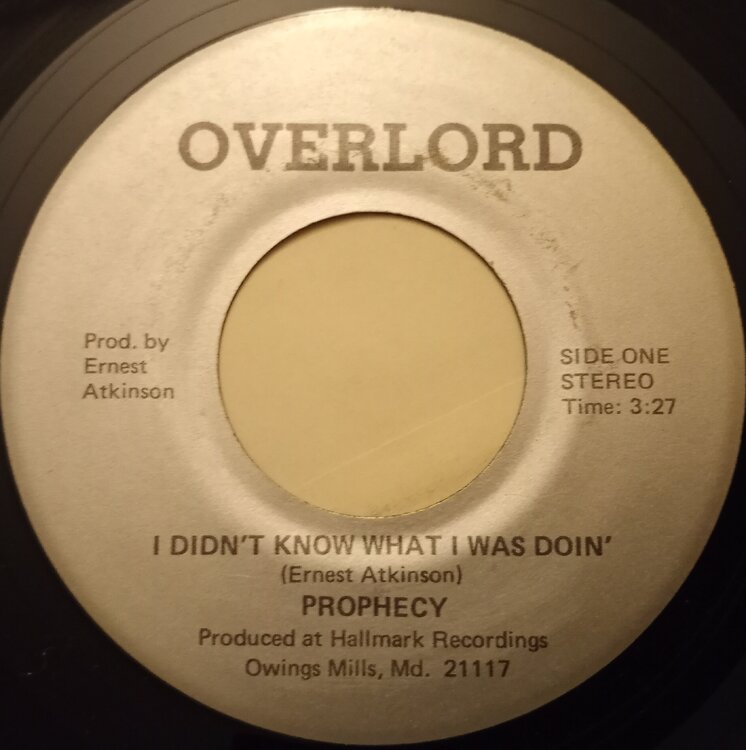 OVERLORD
Prod. by
Ernest
Atkinson
SIDE ONE
STEREO
Time: 3:27
I DIDN'T KNOW WHAT I WAS DOIN'
(Ernest Atkinson)
PROPHECY
Produced at Hallmark Recordings
Owings Mills, Md. 21117